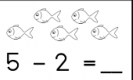 5 - 2 = __